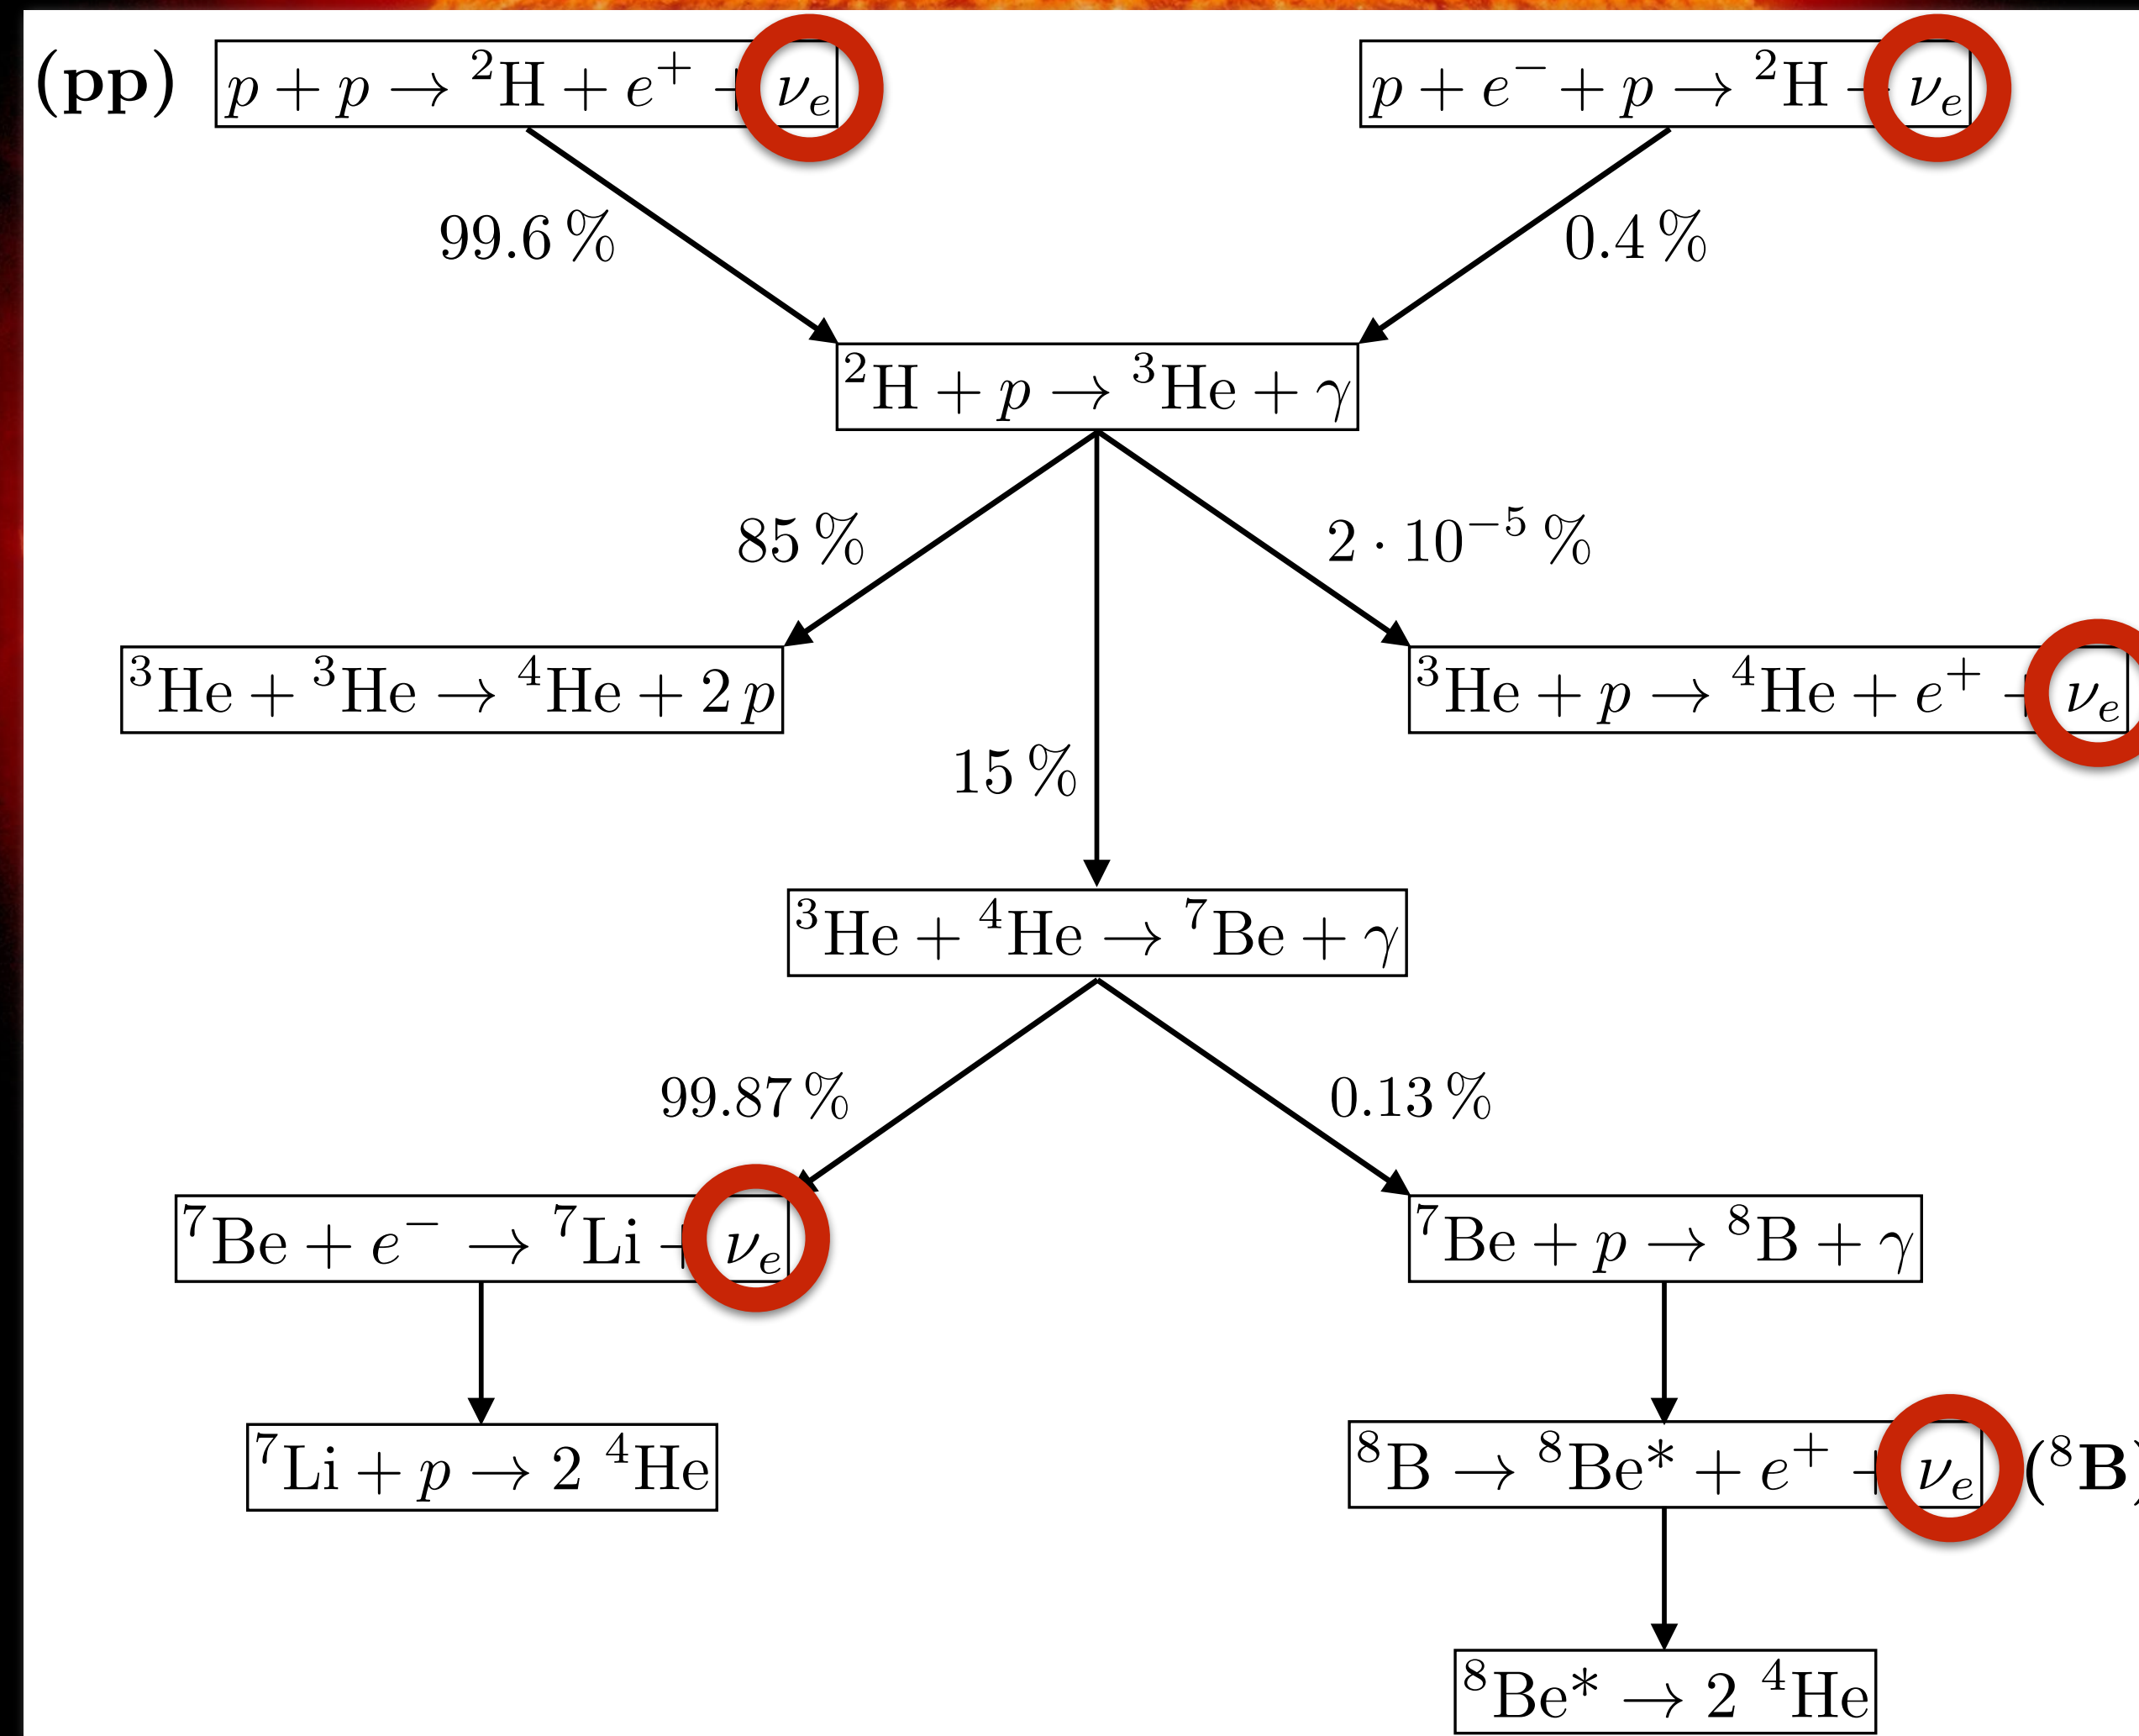 (pp) p + p → ²H + e⁺ + νₑ
p + e⁻ + p → ²H + νₑ
99.6 %
0.4 %
²H + p → ³He + γ
85 %
2 · 10⁻⁵ %
³He + ³He → ⁴He + 2 p
³He + p → ⁴He + e⁺ + νₑ
15 %
³He + ⁴He → ⁷Be + γ
99.87 %
0.13 %
⁷Be + e⁻ → ⁷Li + νₑ
⁷Be + p → ⁸B + γ
⁷Li + p → 2 ⁴He
⁸B → ⁸Be* + e⁺ + νₑ (⁸B)
⁸Be* → 2 ⁴He